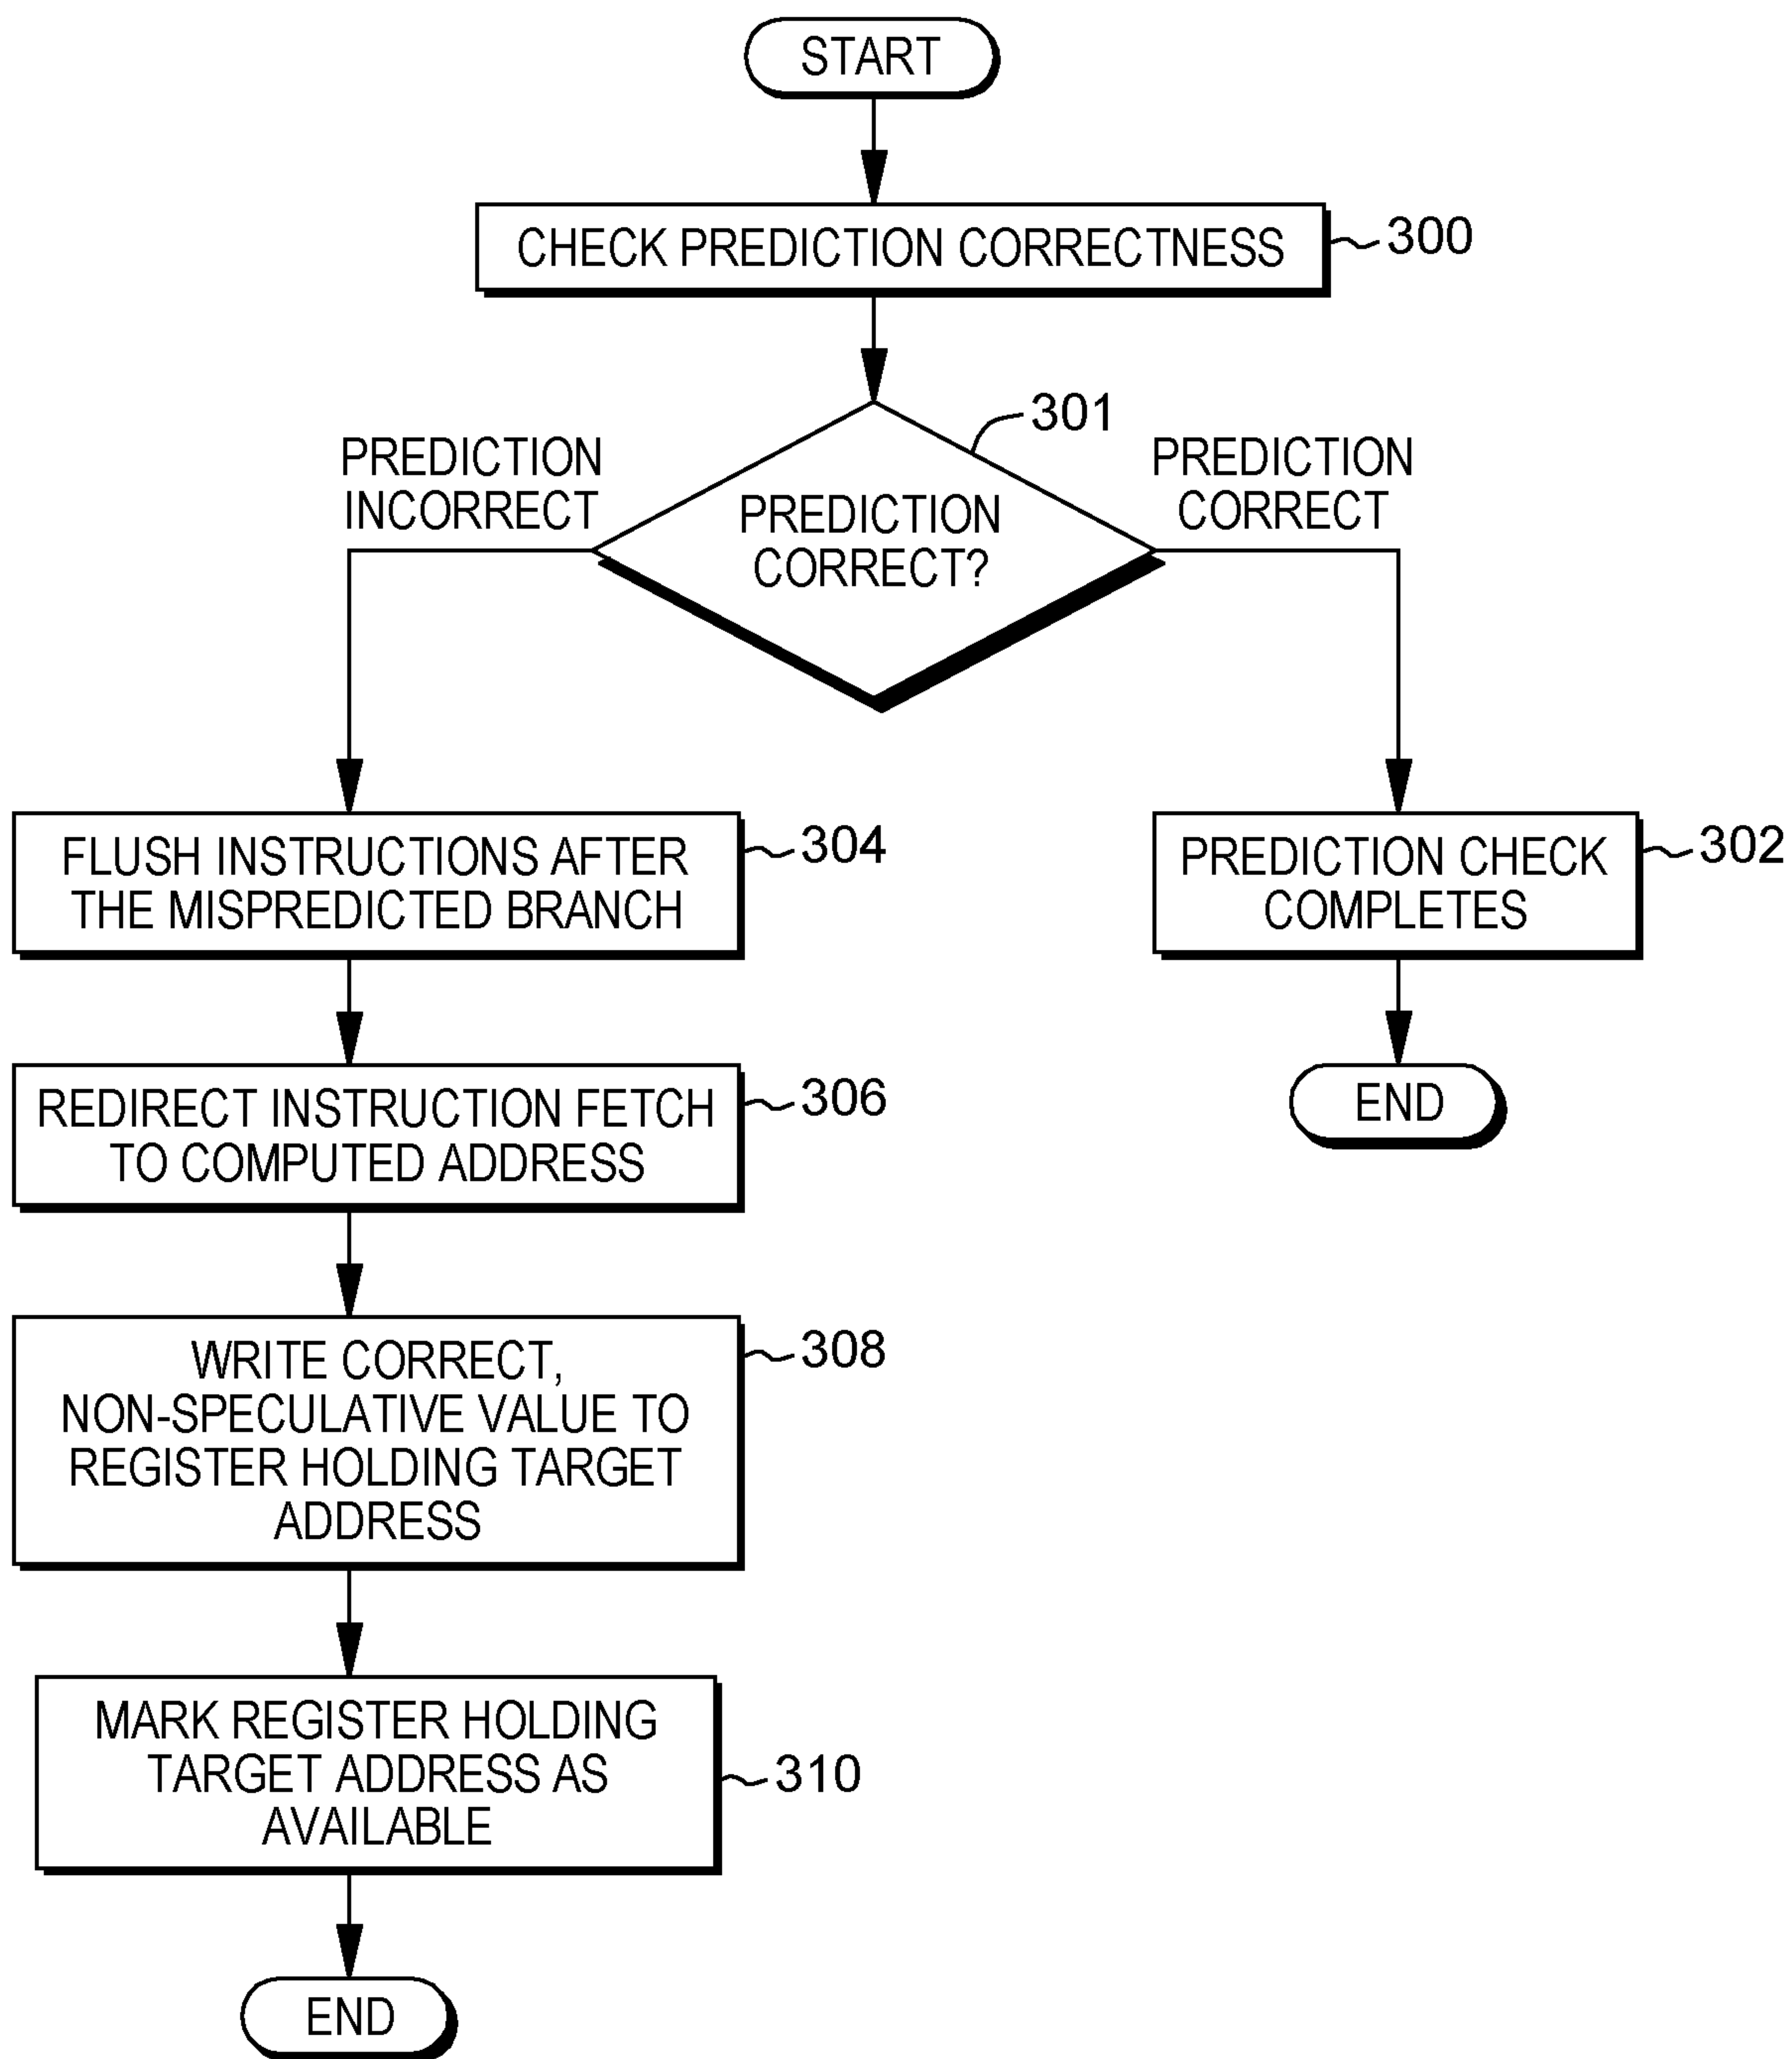 START
CHECK PREDICTION CORRECTNESS
300
301
PREDICTION
INCORRECT
PREDICTION
CORRECT?
PREDICTION
CORRECT
FLUSH INSTRUCTIONS AFTER
THE MISPREDICTED BRANCH
304
PREDICTION CHECK
COMPLETES
302
REDIRECT INSTRUCTION FETCH
TO COMPUTED ADDRESS
306
END
WRITE CORRECT,
NON-SPECULATIVE VALUE TO
REGISTER HOLDING TARGET
ADDRESS
308
MARK REGISTER HOLDING
TARGET ADDRESS AS
AVAILABLE
310
END